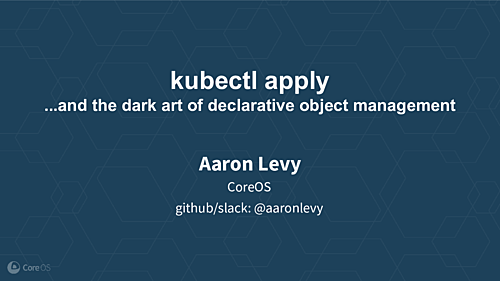 kubectl apply
...and the dark art of declarative object management
Aaron Levy
CoreOS
github/slack: @aaronlevy
CoreOS